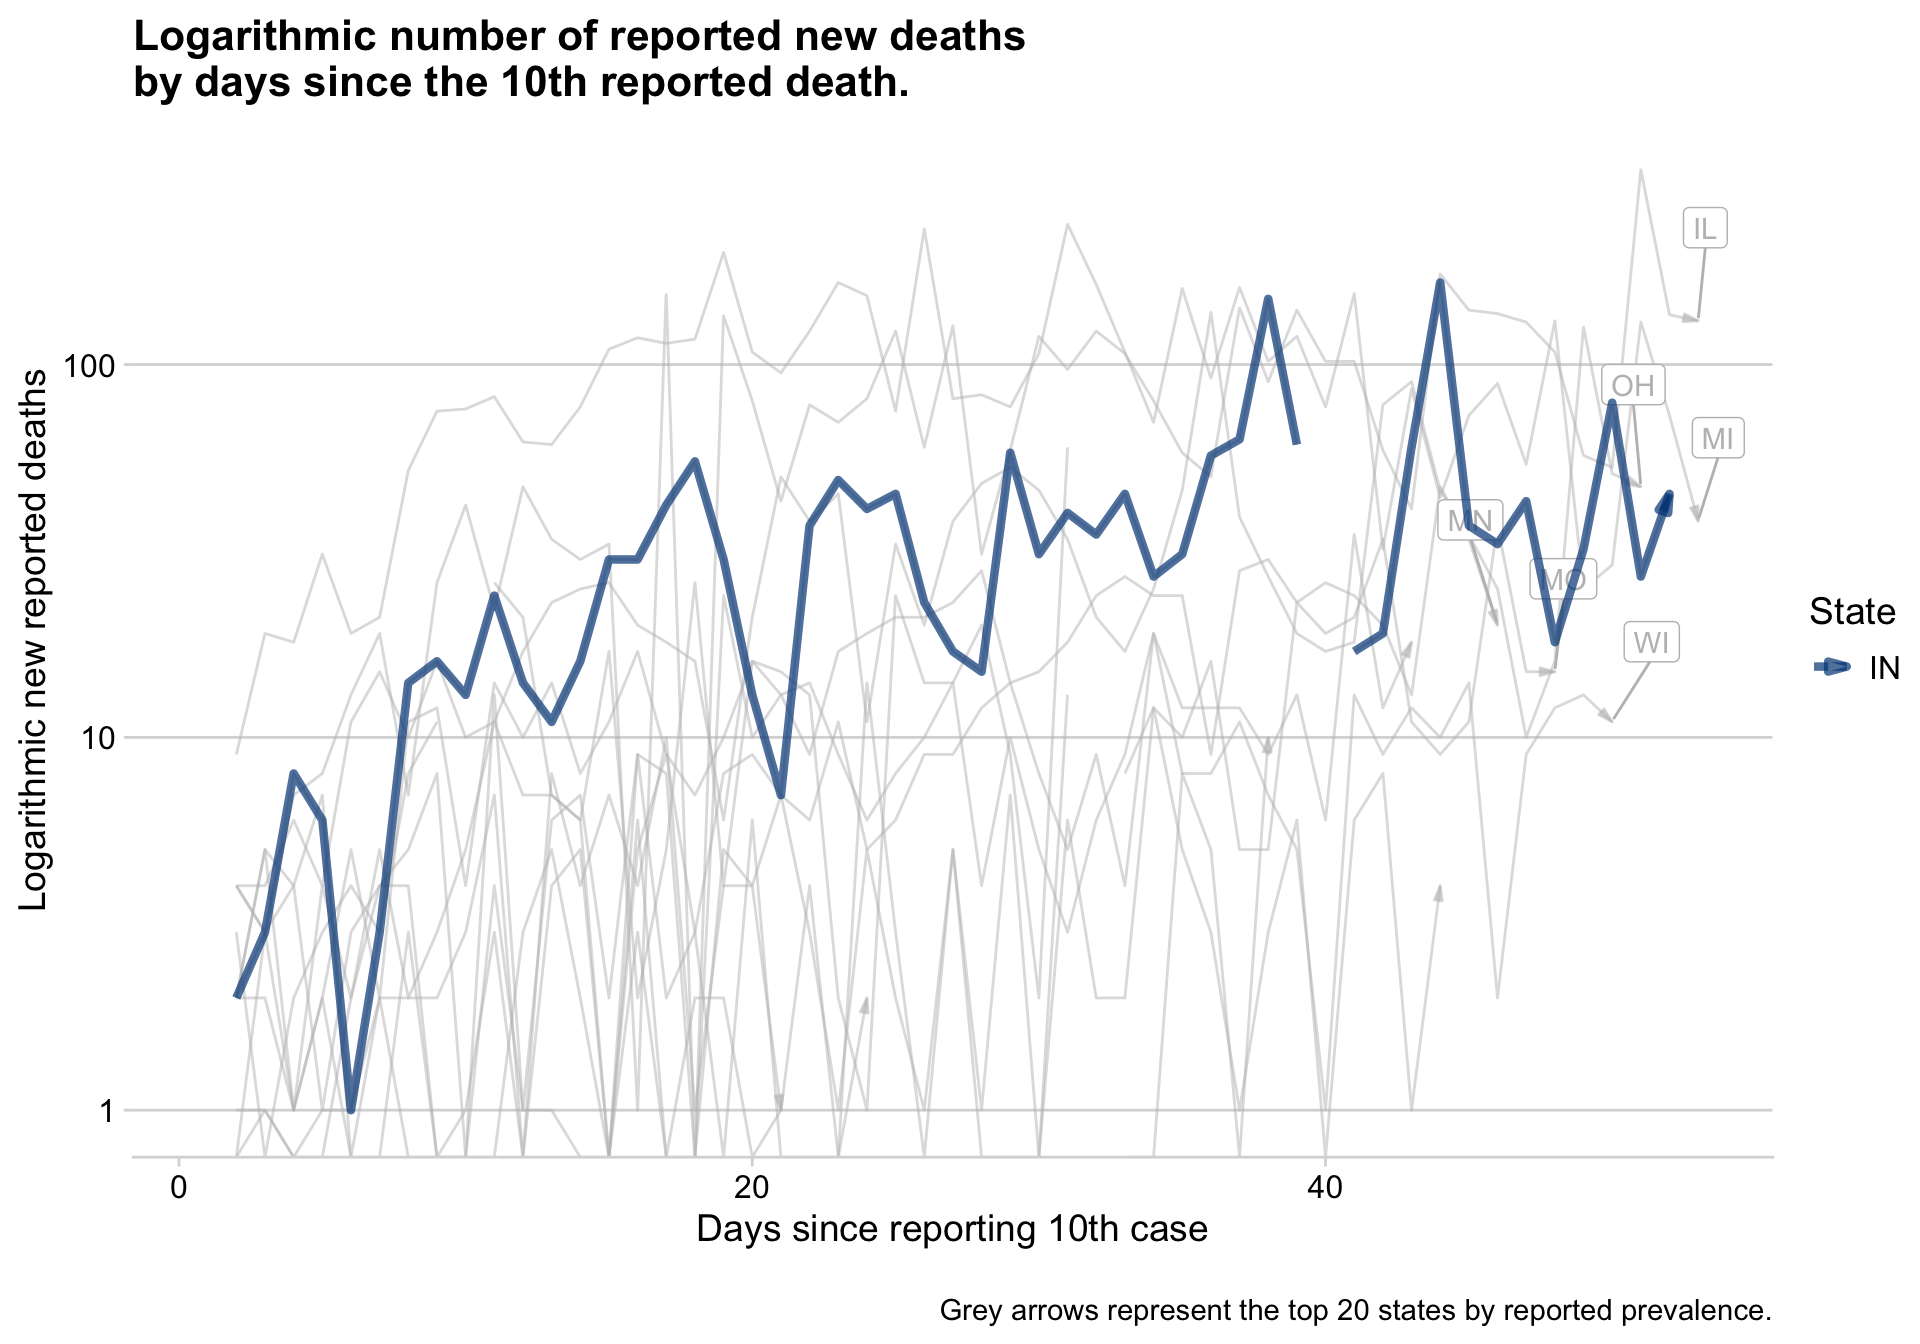 Logarithmic number of reported new deaths
by days since the 10th reported death.
Logarithmic new reported deaths
100
10
1
IL
OH
MI
MN
MO
WI
State
IN
0
20
40
Days since reporting 10th case
Grey arrows represent the top 20 states by reported prevalence.